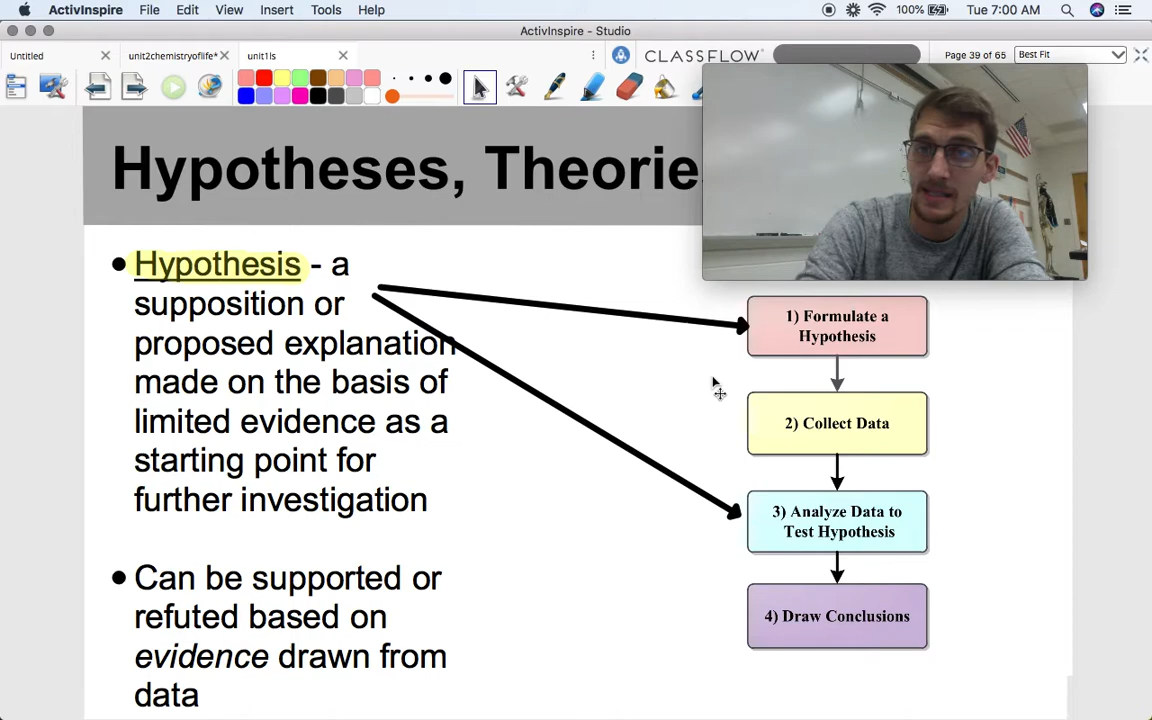 ActivInspire File Edit View Insert Tools Help 100% Tue 7:00 AM
ActivInspire - Studio
Untitled unit2chemistryoflife* unit1ls CLASSFLOW Page 39 of 65 Best Fit
Hypotheses, Theories
Hypothesis - a
supposition or
proposed explanation
made on the basis of
limited evidence as a
starting point for
further investigation
Can be supported or
refuted based on
evidence drawn from
data
1) Formulate a
Hypothesis
2) Collect Data
3) Analyze Data to
Test Hypothesis
4) Draw Conclusions